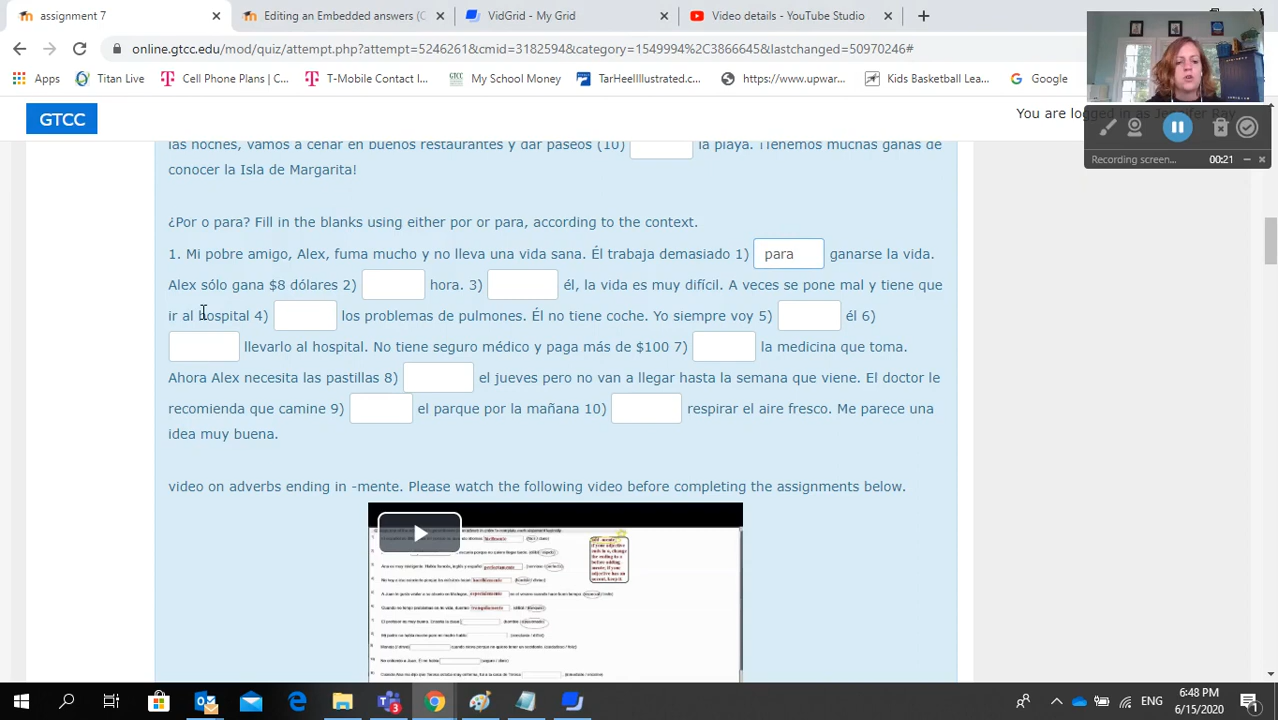 assignment 7
Editing an Embedded answers (C
VidGrid - My Grid
Video details - YouTube Studio
online.gtcc.edu/mod/quiz/attempt.php?attempt=5246261&cmid=3182594&category=1549994%2C3866645&lastchanged=50970246#
Apps
Titan Live
Cell Phone Plans | C...
T-Mobile Contact I...
My School Money
TarHeelIllustrated.c...
https://www.upwar...
Kids Basketball Lea...
Google
GTCC
You are logged in as Jennifer Ray
Recording screen...
00:21
las noches, vamos a cenar en buenos restaurantes y dar paseos (10) la playa. Tenemos muchas ganas de
conocer la Isla de Margarita!
¿Por o para? Fill in the blanks using either por or para, according to the context.
1. Mi pobre amigo, Alex, fuma mucho y no lleva una vida sana. Él trabaja demasiado 1) para ganarse la vida.
Alex sólo gana $8 dólares 2) hora. 3) él, la vida es muy difícil. A veces se pone mal y tiene que
ir al hospital 4) los problemas de pulmones. Él no tiene coche. Yo siempre voy 5) él 6)
llevarlo al hospital. No tiene seguro médico y paga más de $100 7) la medicina que toma.
Ahora Alex necesita las pastillas 8) el jueves pero no van a llegar hasta la semana que viene. El doctor le
recomienda que camine 9) el parque por la mañana 10) respirar el aire fresco. Me parece una
idea muy buena.
video on adverbs ending in -mente. Please watch the following video before completing the assignments below.
ENG
6:48 PM
6/15/2020